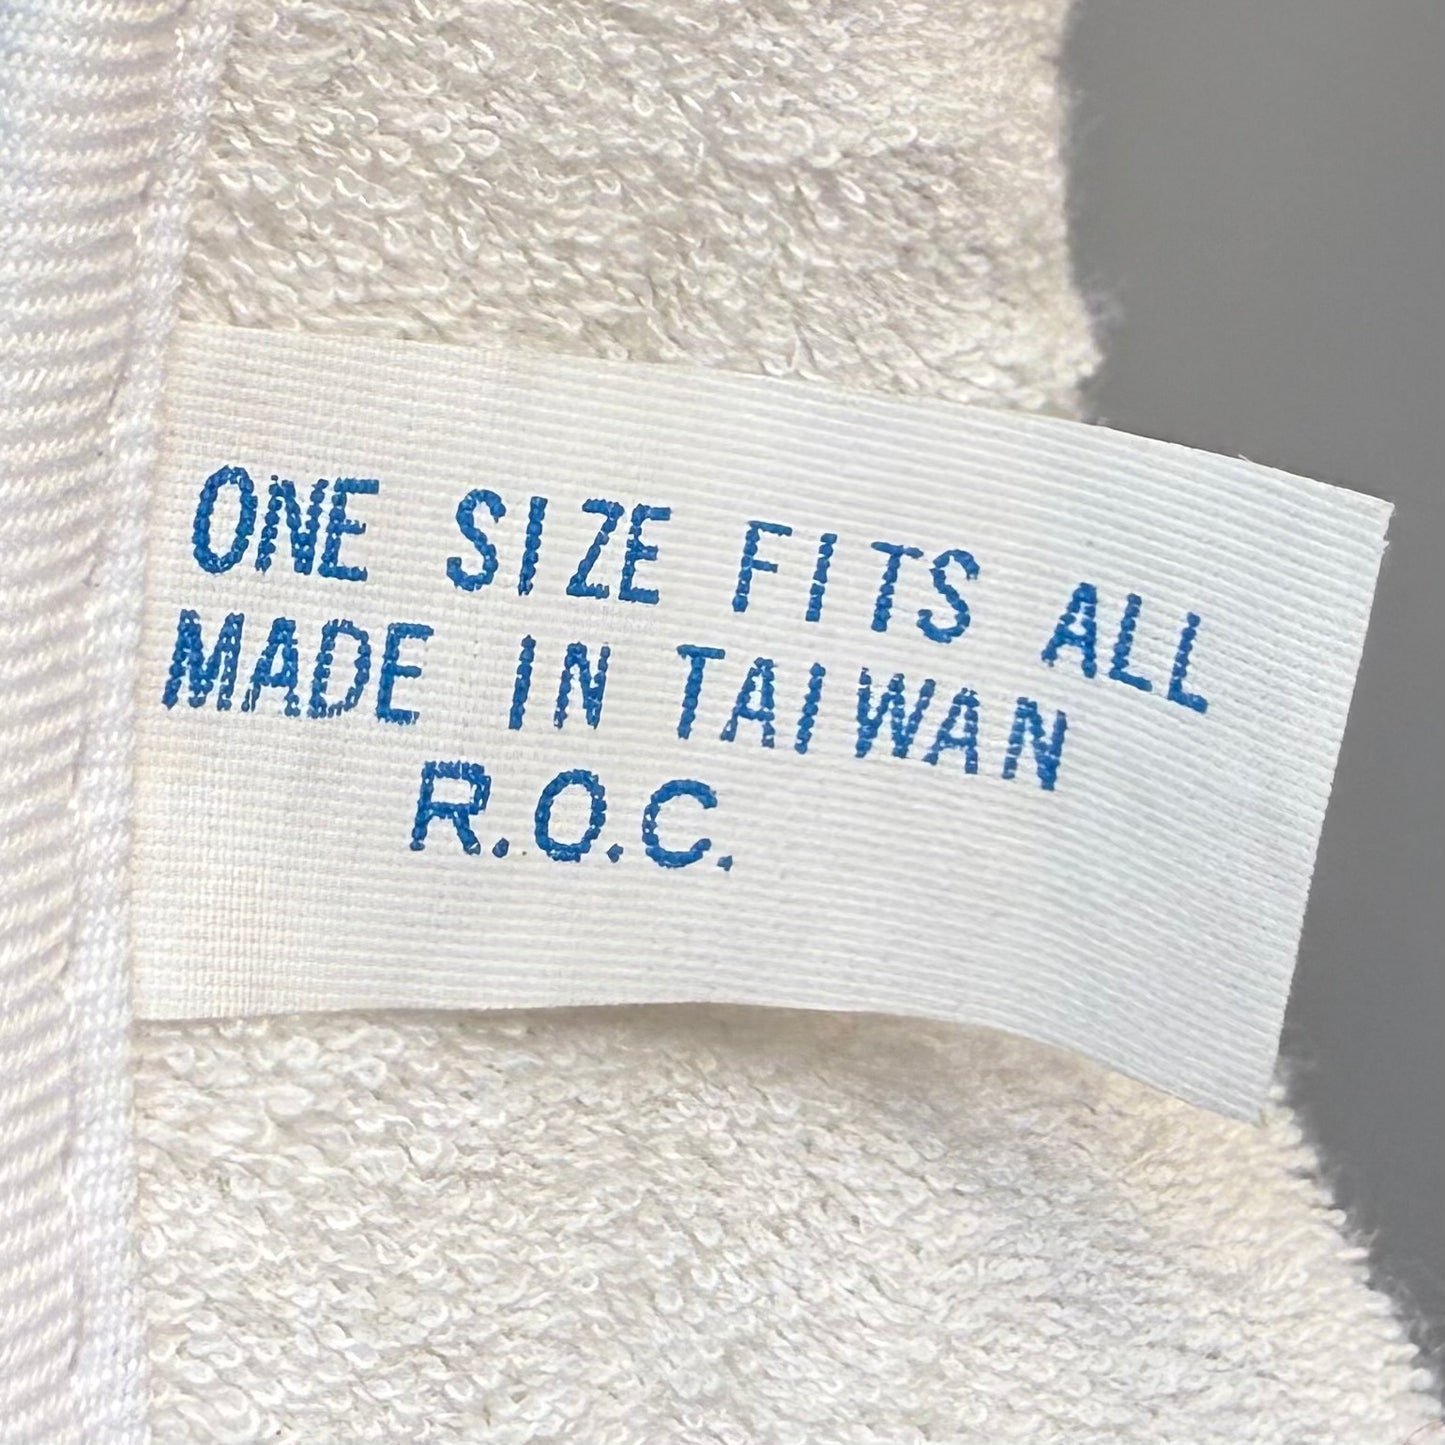 ONE SIZE FITS ALL
MADE IN TAIWAN
R.O.C.